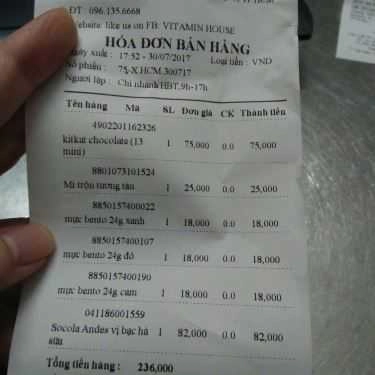 ĐT : 096.135.6668
Website: like us on FB: VITAMIN HOUSE
HÓA ĐƠN BÁN HÀNG
Ngày xuất : 17:52 - 30/07/2017 Loại tiền : VND
Số phiếu : 75-X.HCM.300717
Người lập : Chi nhánh HBT.9h-17h
Tên hàng Mã SL Đơn giá CK Thành tiền
4902201162326
kitkat chocolate (13 mini) 1 75,000 0.0 75,000
8801073101524
Mì trộn tương tàu 1 25,000 0.0 25,000
8850157400022
mực bento 24g xanh 1 18,000 0.0 18,000
8850157400107
mực bento 24g đỏ 1 18,000 0.0 18,000
8850157400190
mực bento 24g cam 1 18,000 0.0 18,000
041186001559
Socola Andes vị bạc hà sữa 1 82,000 0.0 82,000
Tổng tiền hàng : 236,000